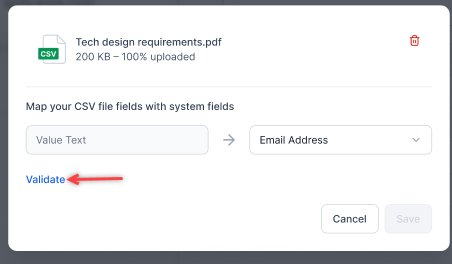 CSV
Tech design requirements.pdf
200 KB – 100% uploaded
Map your CSV file fields with system fields
Value Text
Email Address
Validate
Cancel
Save